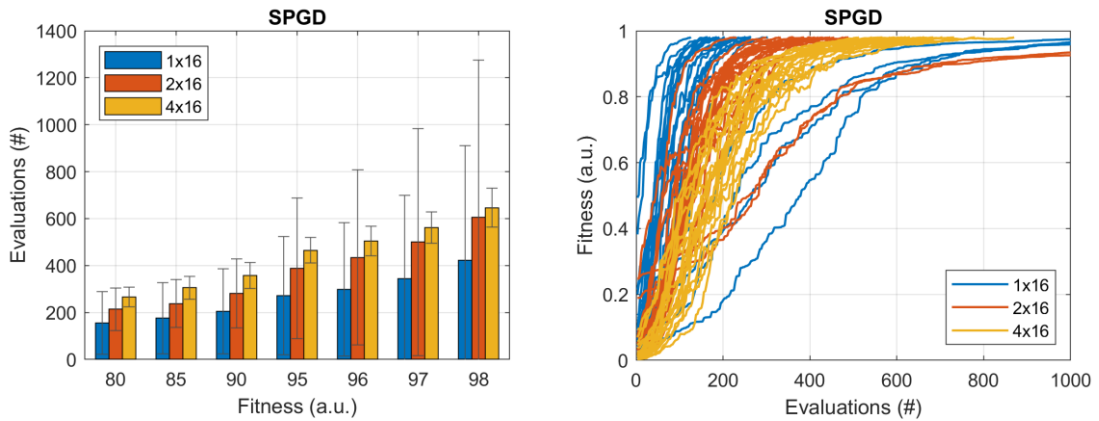 SPGD
1400
1200
1000
800
600
400
200
0
Evaluations (#)
1x16
2x16
4x16
80 85 90 95 96 97 98
Fitness (a.u.)
SPGD
1
0.8
0.6
0.4
0.2
0
Fitness (a.u.)
1x16
2x16
4x16
0 200 400 600 800 1000
Evaluations (#)